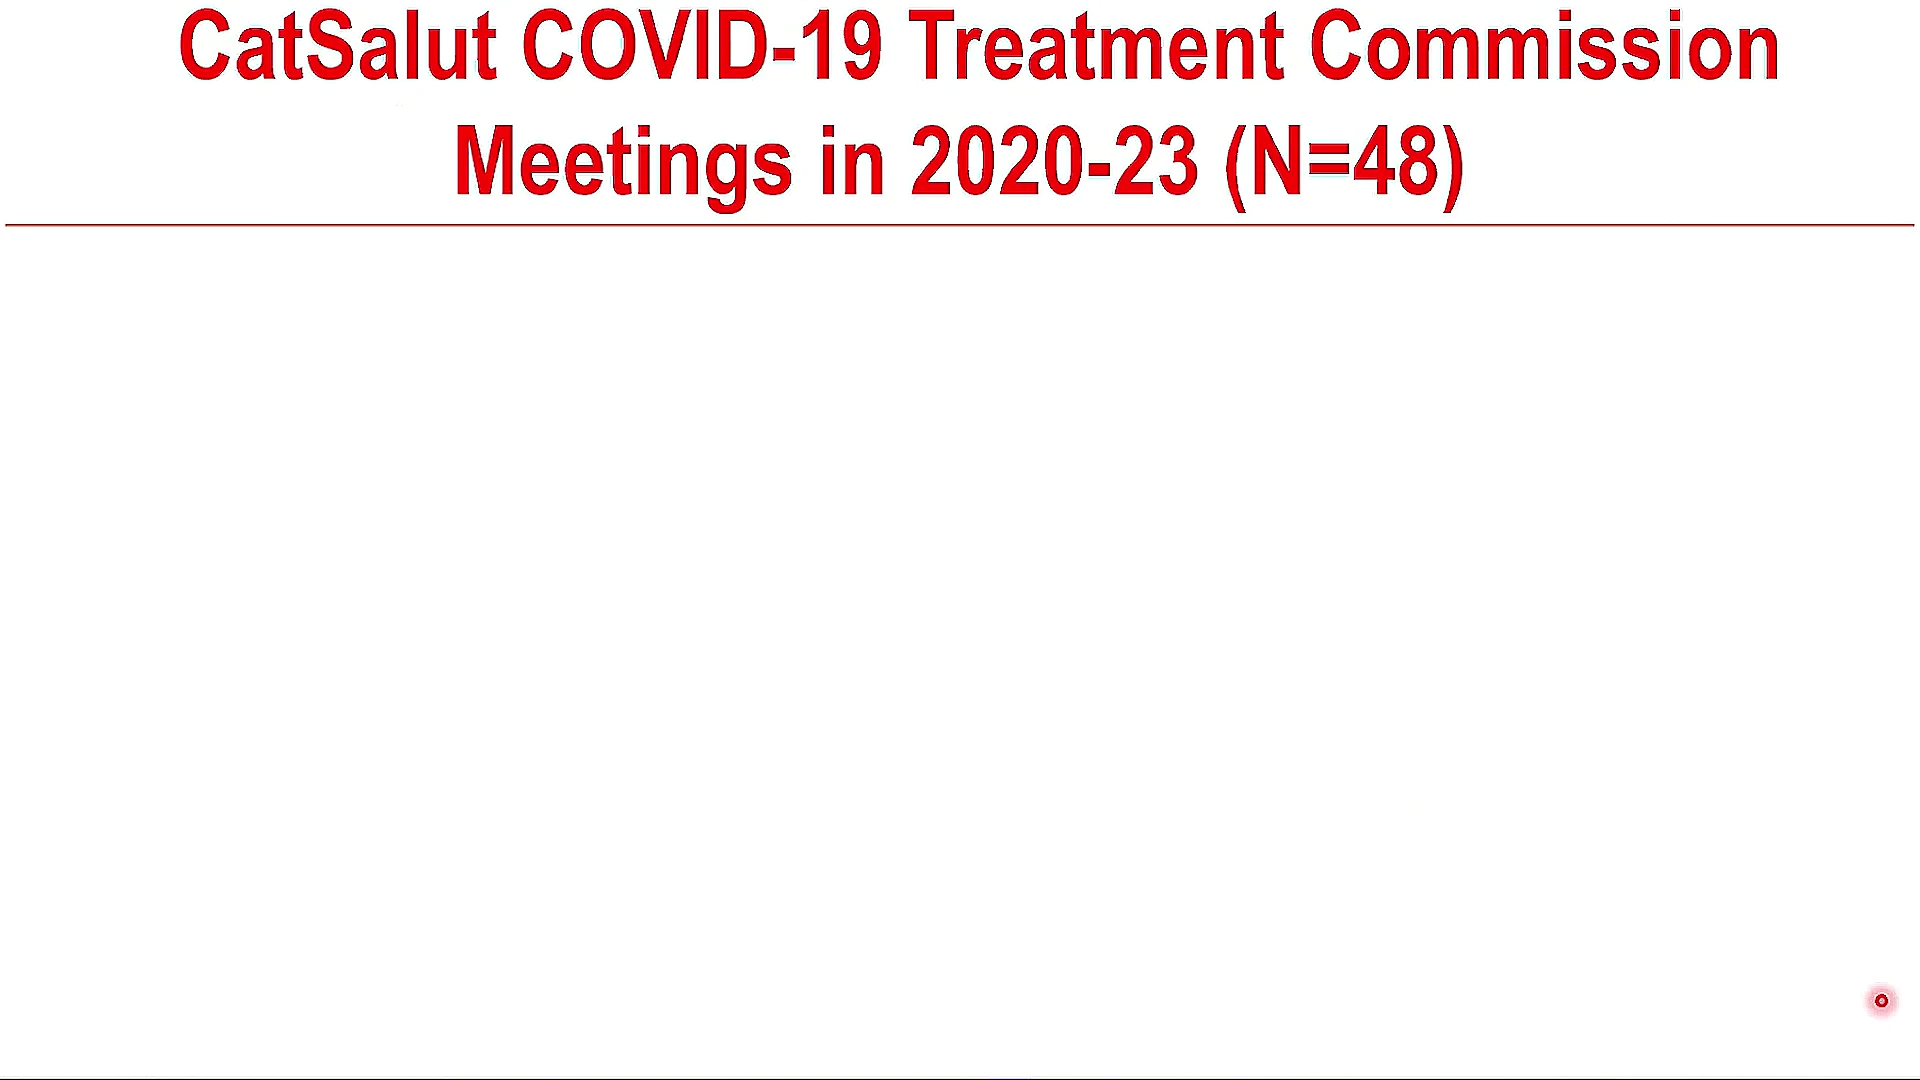 CatSalut COVID-19 Treatment Commission
Meetings in 2020-23 (N=48)